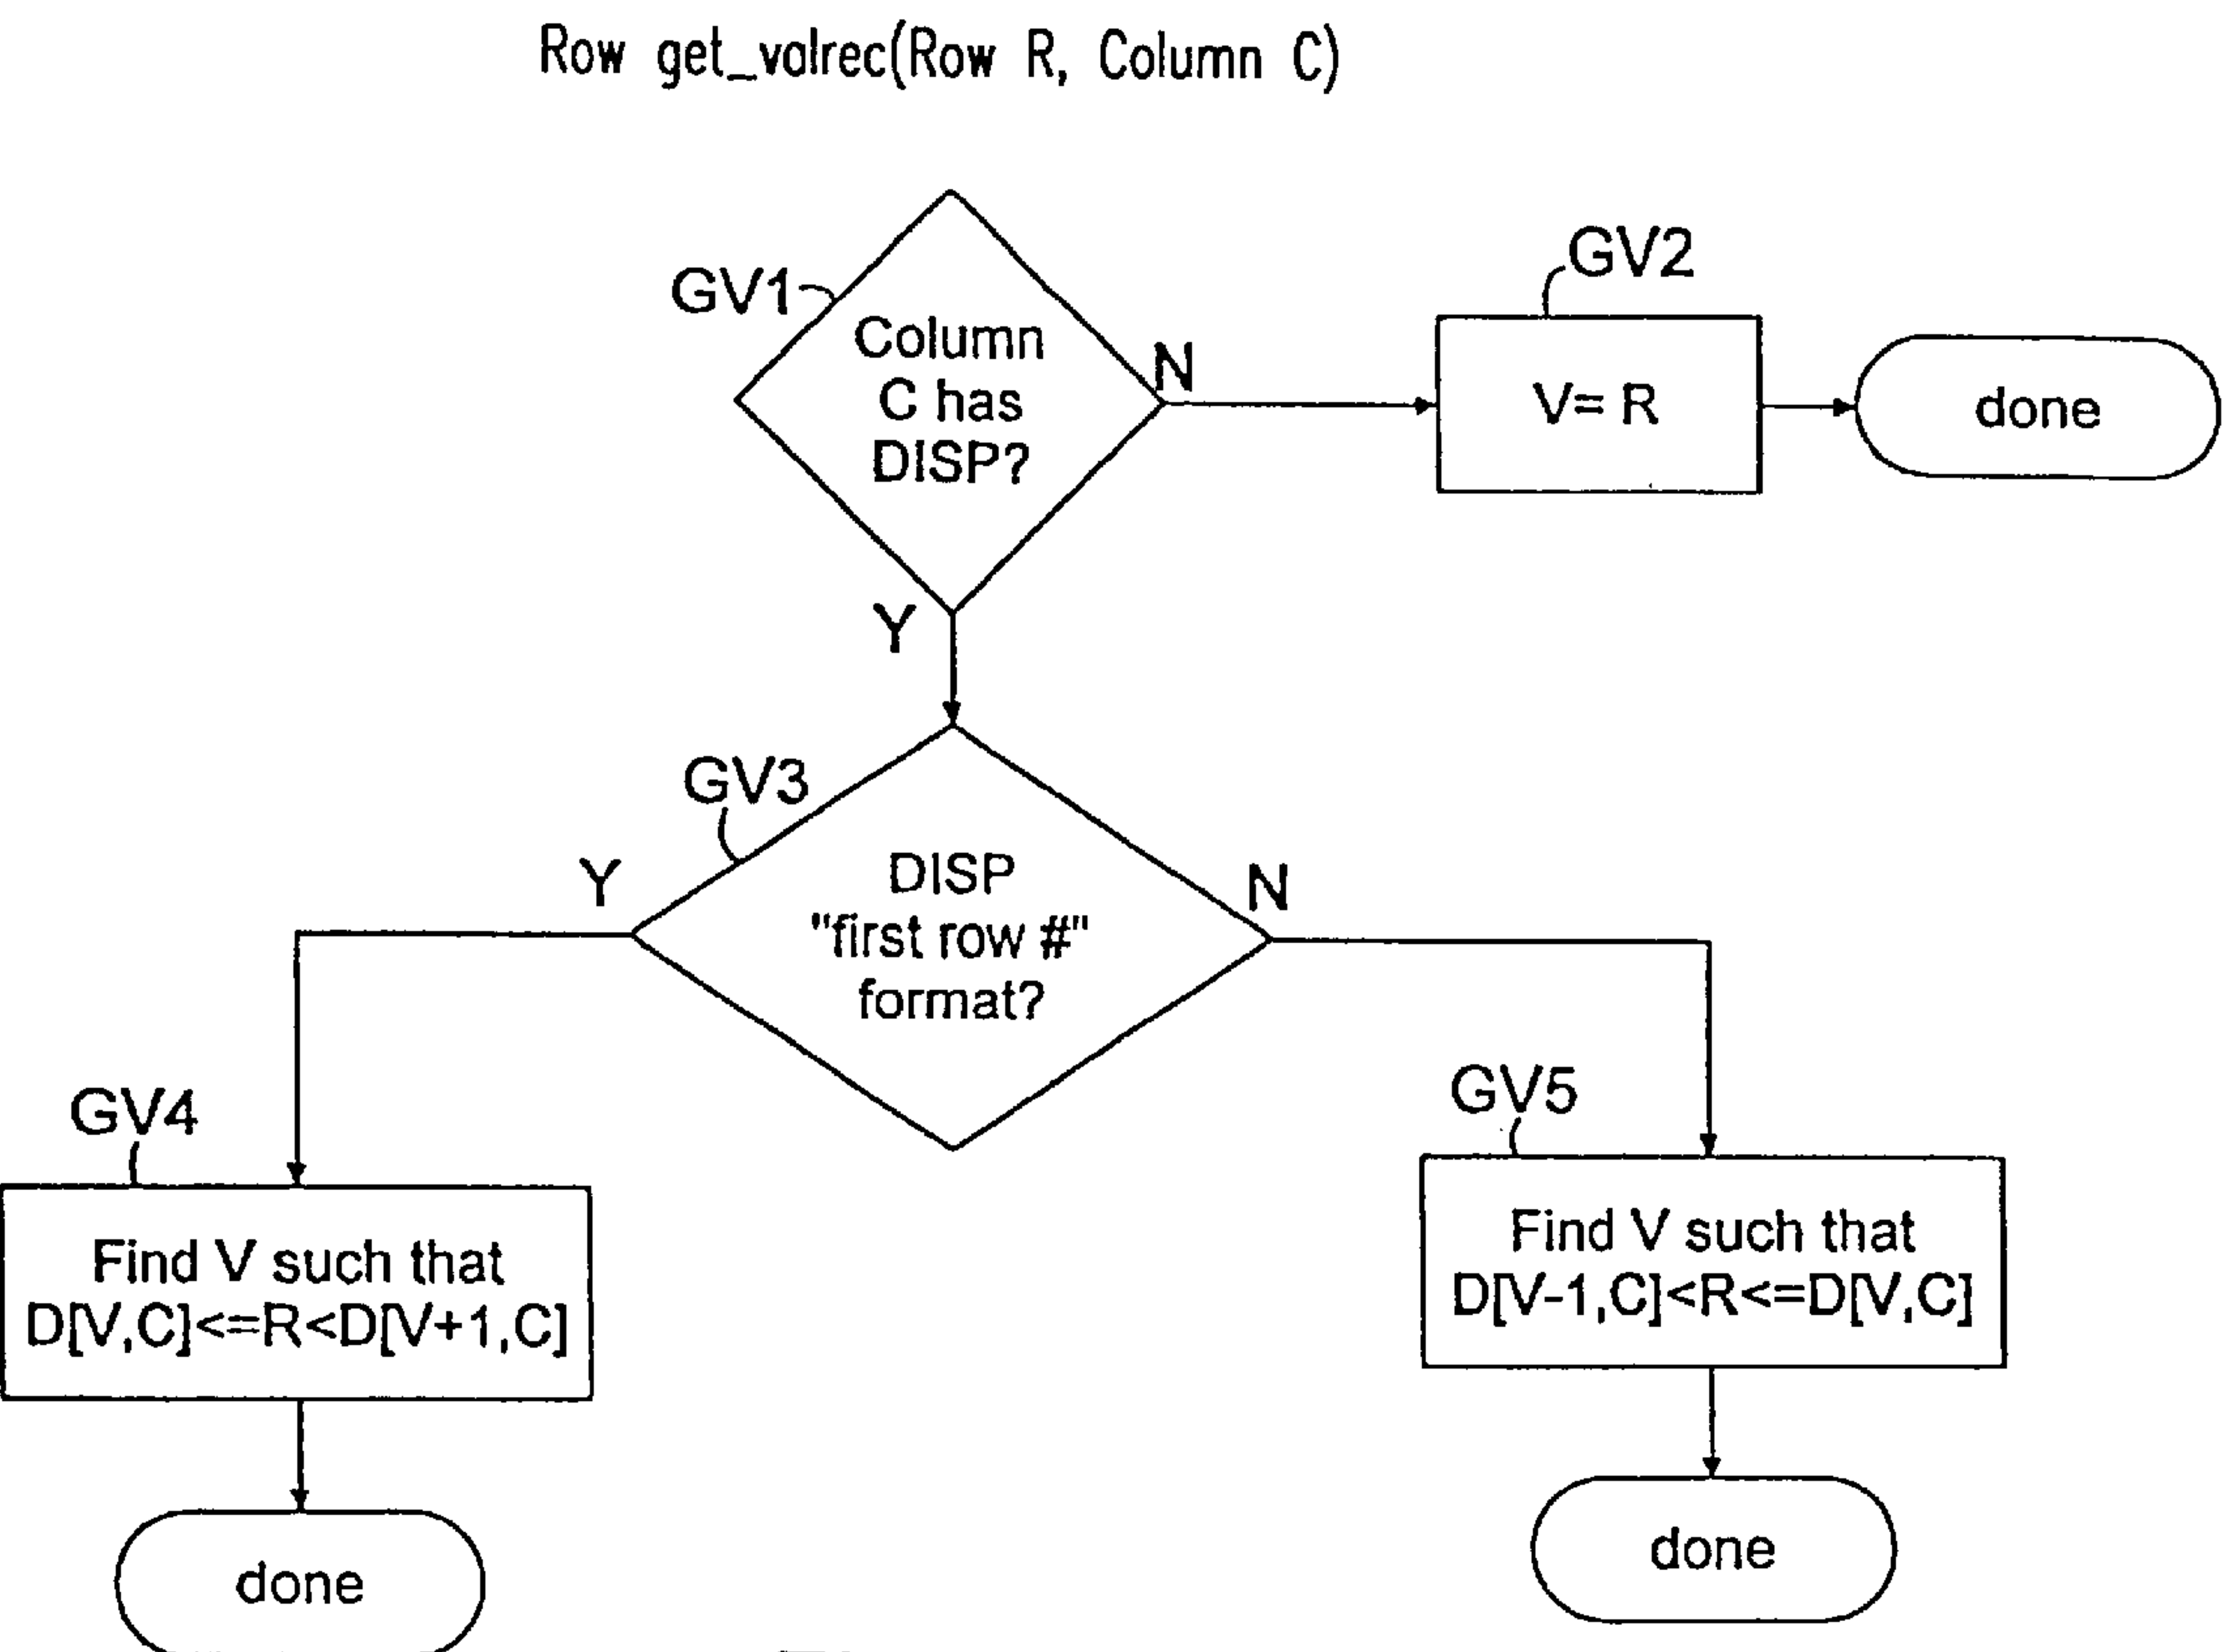 Row get_valrec(Row R, Column C)
GV1
Column
C has
DISP?
N
GV2
V= R
done
Y
GV3
DISP
"first row #"
format?
Y
N
GV4
Find V such that
D[V,C]<=R<D[V+1,C]
done
GV5
Find V such that
D[V-1,C]<R<=D[V,C]
done